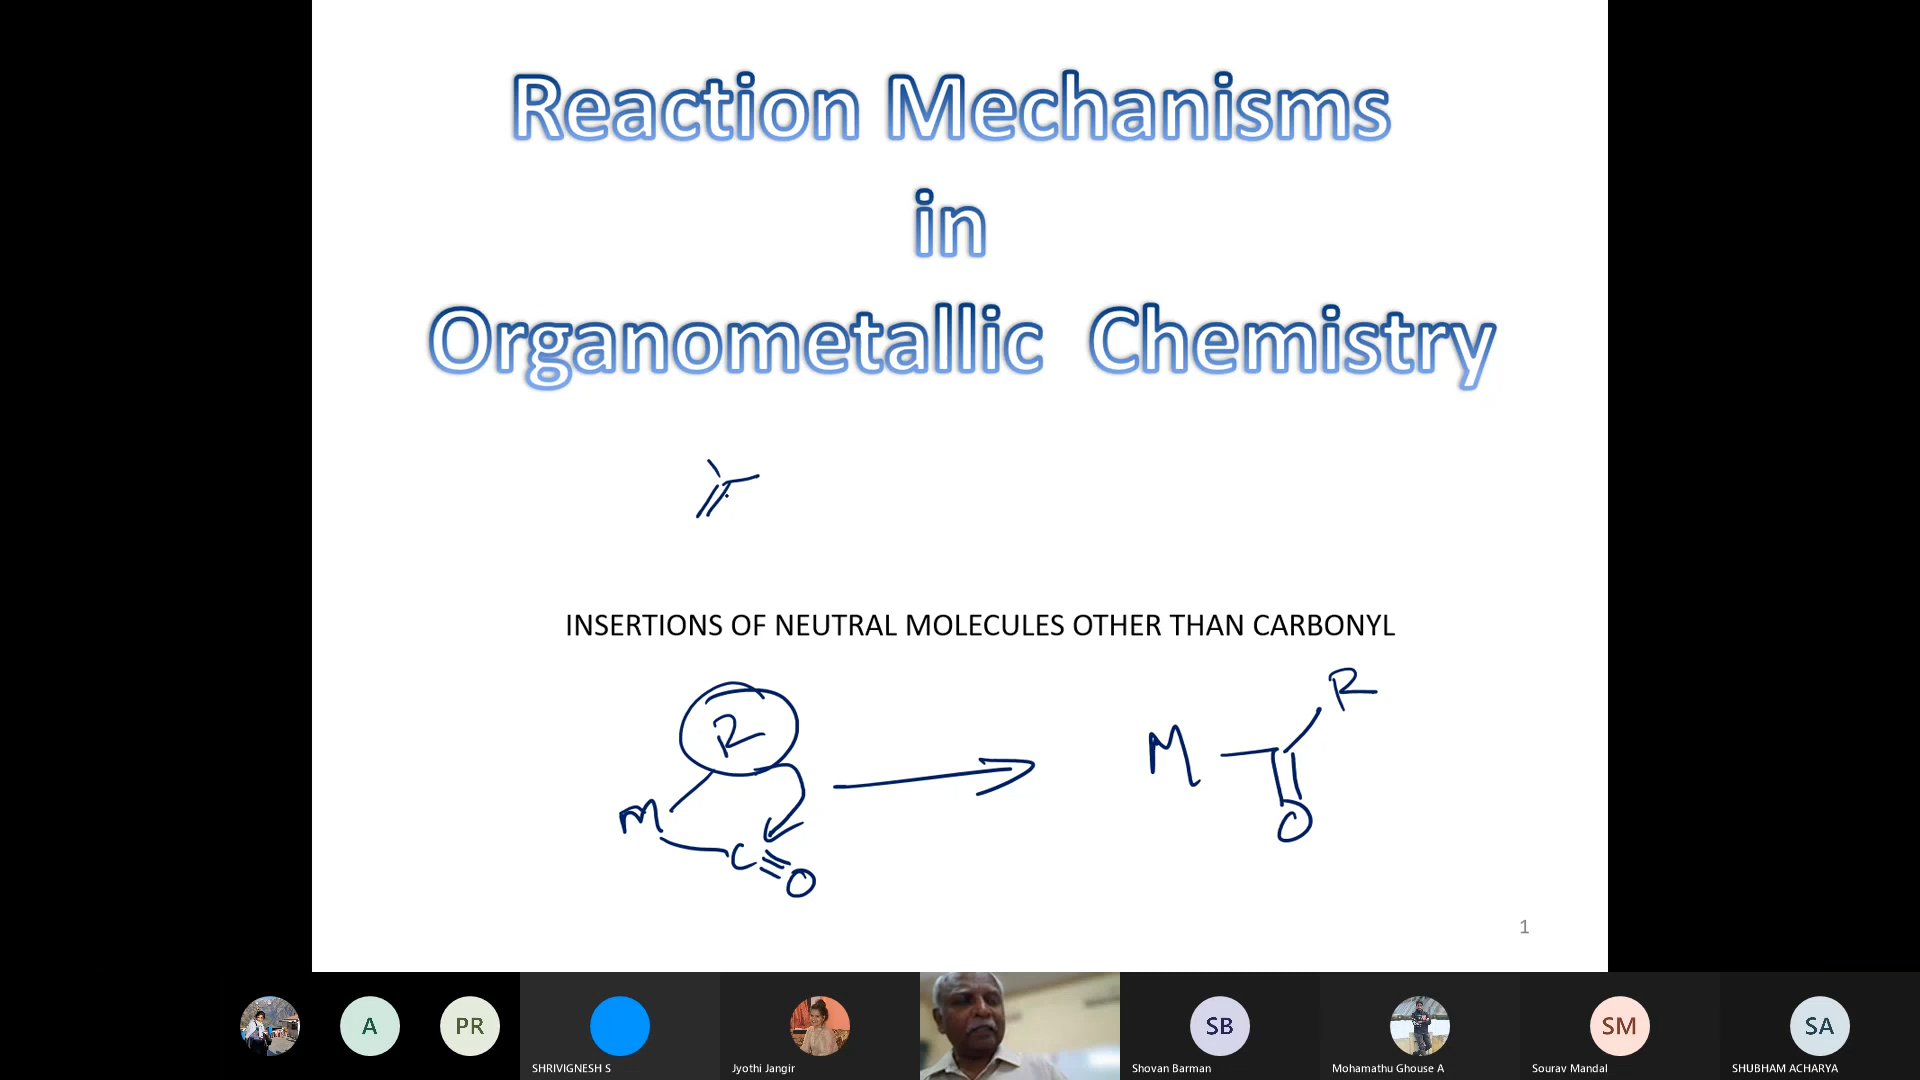 Reaction Mechanisms
in
Organometallic Chemistry
INSERTIONS OF NEUTRAL MOLECULES OTHER THAN CARBONYL
R
R
M
M
C≡O
O
1
A
PR
SB
SM
SA
SHRIVIGNESH S
Jyothi Jangir
Shovan Barman
Mohamathu Ghouse A
Sourav Mandal
SHUBHAM ACHARYA